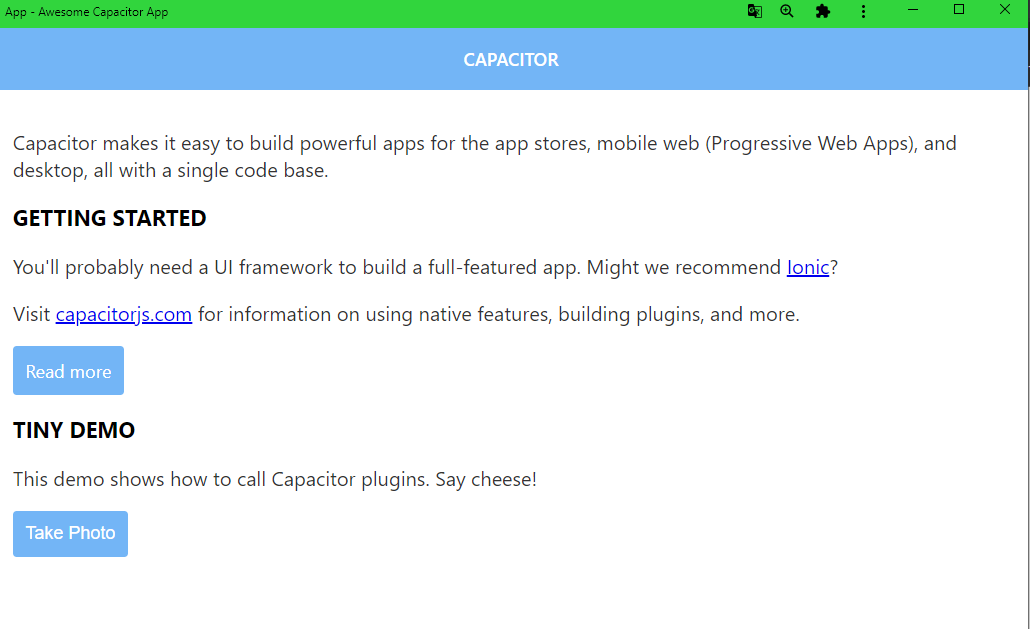 App - Awesome Capacitor App
CAPACITOR
Capacitor makes it easy to build powerful apps for the app stores, mobile web (Progressive Web Apps), and
desktop, all with a single code base.
GETTING STARTED
You'll probably need a UI framework to build a full-featured app. Might we recommend Ionic?
Visit capacitorjs.com for information on using native features, building plugins, and more.
Read more
TINY DEMO
This demo shows how to call Capacitor plugins. Say cheese!
Take Photo